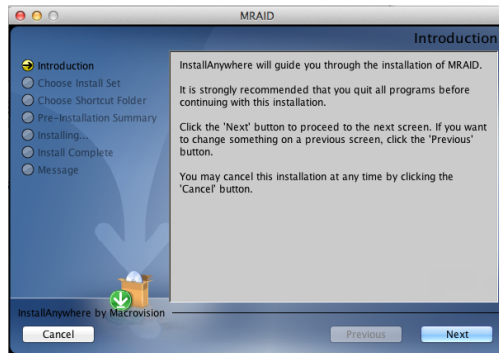 MRAID
Introduction
Introduction
Choose Install Set
Choose Shortcut Folder
Pre-Installation Summary
Installing...
Install Complete
Message
InstallAnywhere will guide you through the installation of MRAID.
It is strongly recommended that you quit all programs before
continuing with this installation.
Click the 'Next' button to proceed to the next screen. If you want
to change something on a previous screen, click the 'Previous'
button.
You may cancel this installation at any time by clicking the
'Cancel' button.
InstallAnywhere by Macrovision
Cancel
Previous
Next